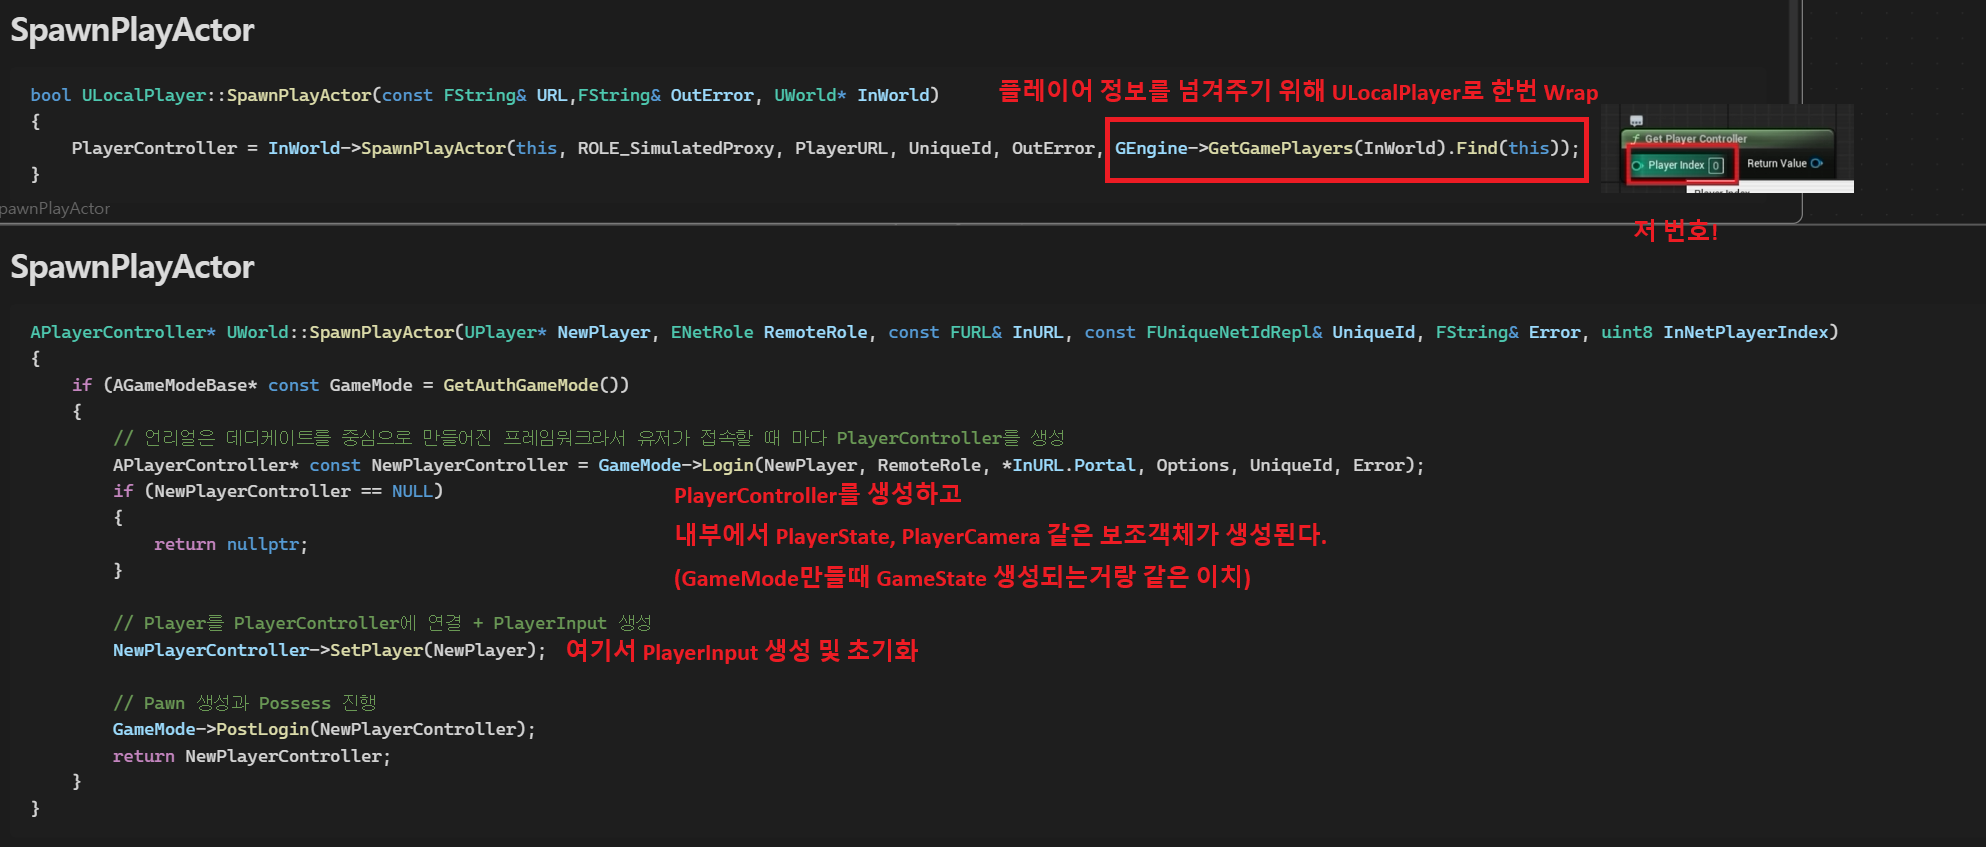 SpawnPlayActor
bool ULocalPlayer::SpawnPlayActor(const FString& URL,FString& OutError, UWorld* InWorld)
플레이어 정보를 넘겨주기 위해 ULocalPlayer로 한번 Wrap
{
PlayerController = InWorld->SpawnPlayActor(this, ROLE_SimulatedProxy, PlayerURL, UniqueId, OutError, GEngine->GetGamePlayers(InWorld).Find(this));
}
f Get Player Controller
Player Index 0 Return Value
Player Index
pawnPlayActor
저 번호!
SpawnPlayActor
APlayerController* UWorld::SpawnPlayActor(UPlayer* NewPlayer, ENetRole RemoteRole, const FURL& InURL, const FUniqueNetIdRepl& UniqueId, FString& Error, uint8 InNetPlayerIndex)
{
if (AGameModeBase* const GameMode = GetAuthGameMode())
{
// 언리얼은 데디케이트를 중심으로 만들어진 프레임워크라서 유저가 접속할 때 마다 PlayerController를 생성
APlayerController* const NewPlayerController = GameMode->Login(NewPlayer, RemoteRole, *InURL.Portal, Options, UniqueId, Error);
if (NewPlayerController == NULL)
PlayerController를 생성하고
{
내부에서 PlayerState, PlayerCamera 같은 보조객체가 생성된다.
return nullptr;
}
(GameMode만들때 GameState 생성되는거랑 같은 이치)
// Player를 PlayerController에 연결 + PlayerInput 생성
NewPlayerController->SetPlayer(NewPlayer); 여기서 PlayerInput 생성 및 초기화
// Pawn 생성과 Possess 진행
GameMode->PostLogin(NewPlayerController);
return NewPlayerController;
}
}